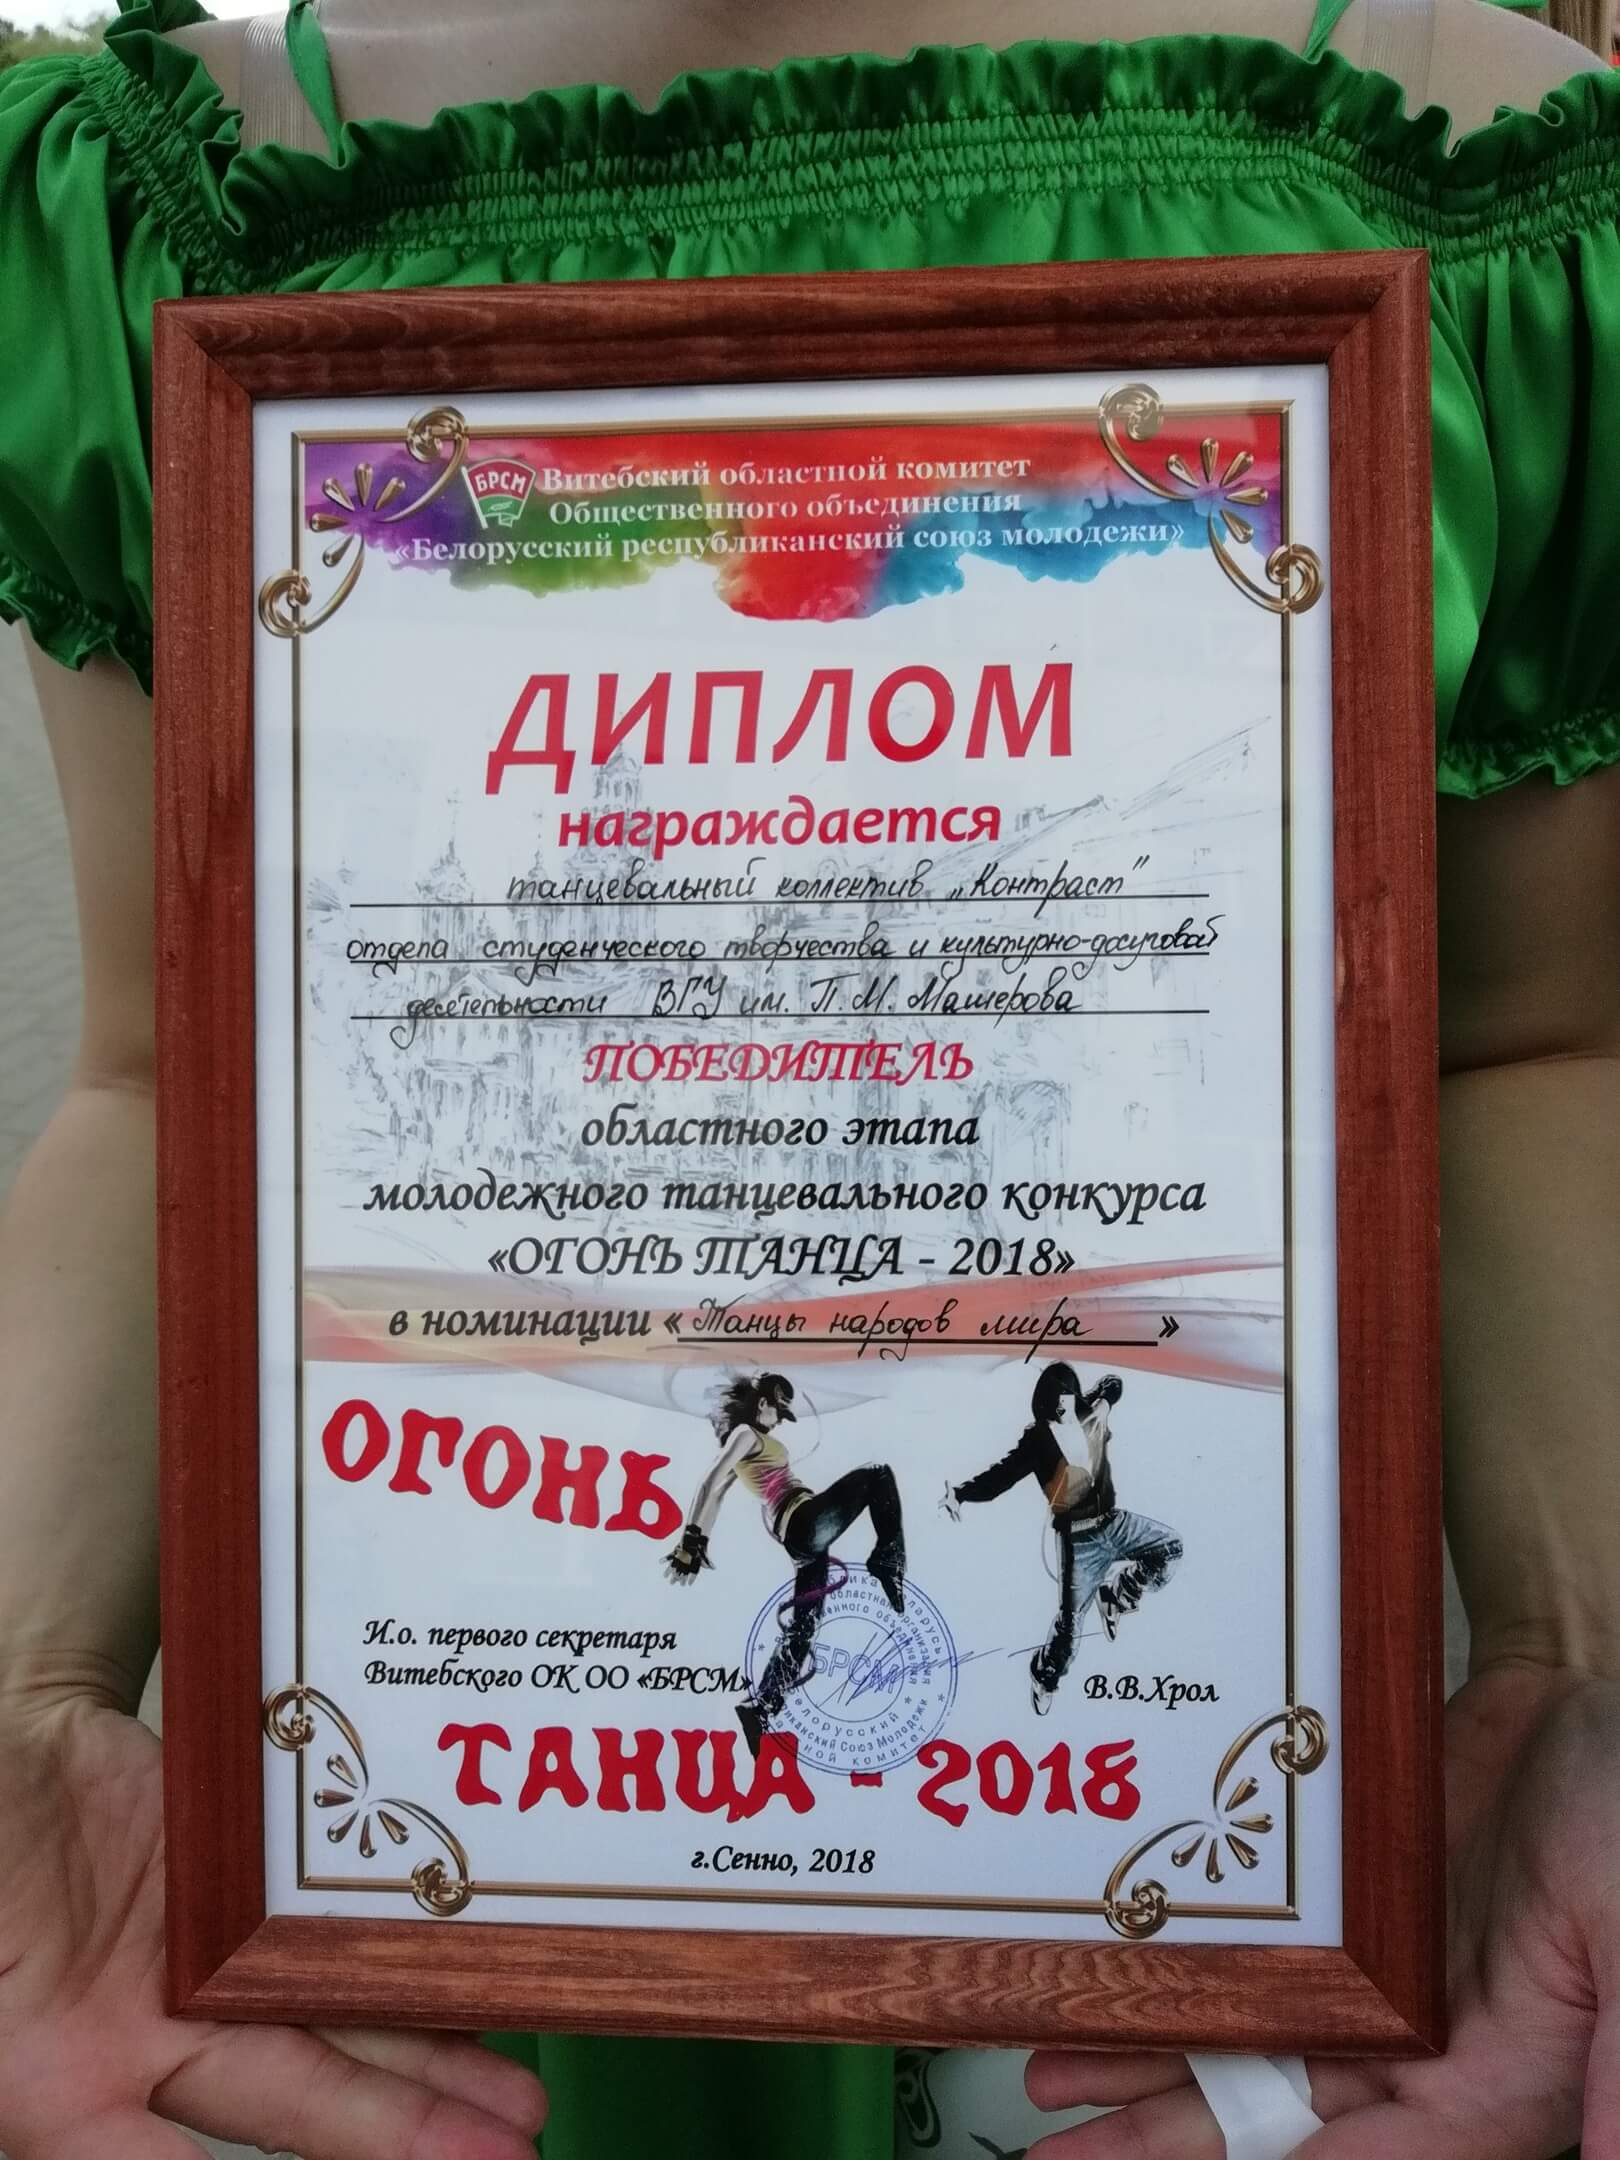 БРСМ
Витебский областной комитет
Общественного объединения
«Белорусский республиканский союз молодежи»
ДИПЛОМ
награждается
танцевальный коллектив „Контраст"
отдела студенческого творчества и культурно-досуговой
деятельности ВГУ им. П.М. Машерова
ПОБЕДИТЕЛЬ
областного этапа
молодежного танцевального конкурса
«ОГОНЬ ТАНЦА - 2018»
в номинации «Танцы народов мира»
ОГОНЬ
И.о. первого секретаря
Витебского ОК ОО «БРСМ»
БРСМ
В.В.Хрол
ТАНЦА - 2018
г.Сенно, 2018